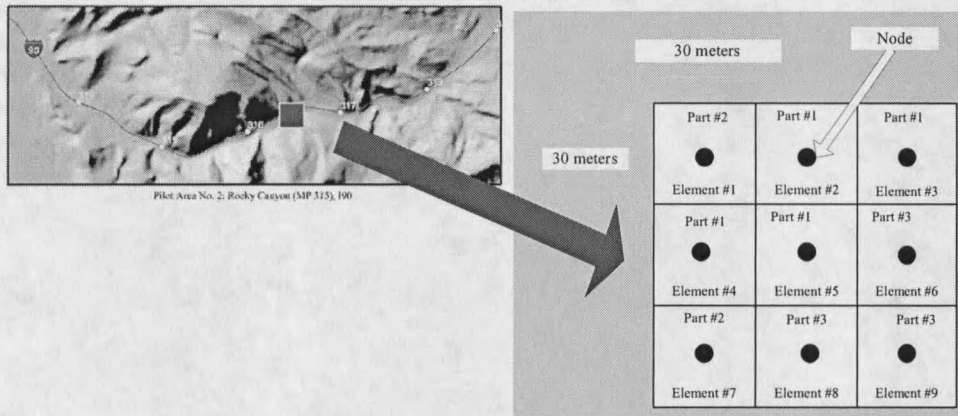 90
316
317
Pilot Area No. 2: Rocky Canyon (MP 315), I90
30 meters
Node
30 meters
Part #2 Part #1 Part #1
Element #1 Element #2 Element #3
Part #1 Part #1 Part #3
Element #4 Element #5 Element #6
Part #2 Part #3 Part #3
Element #7 Element #8 Element #9